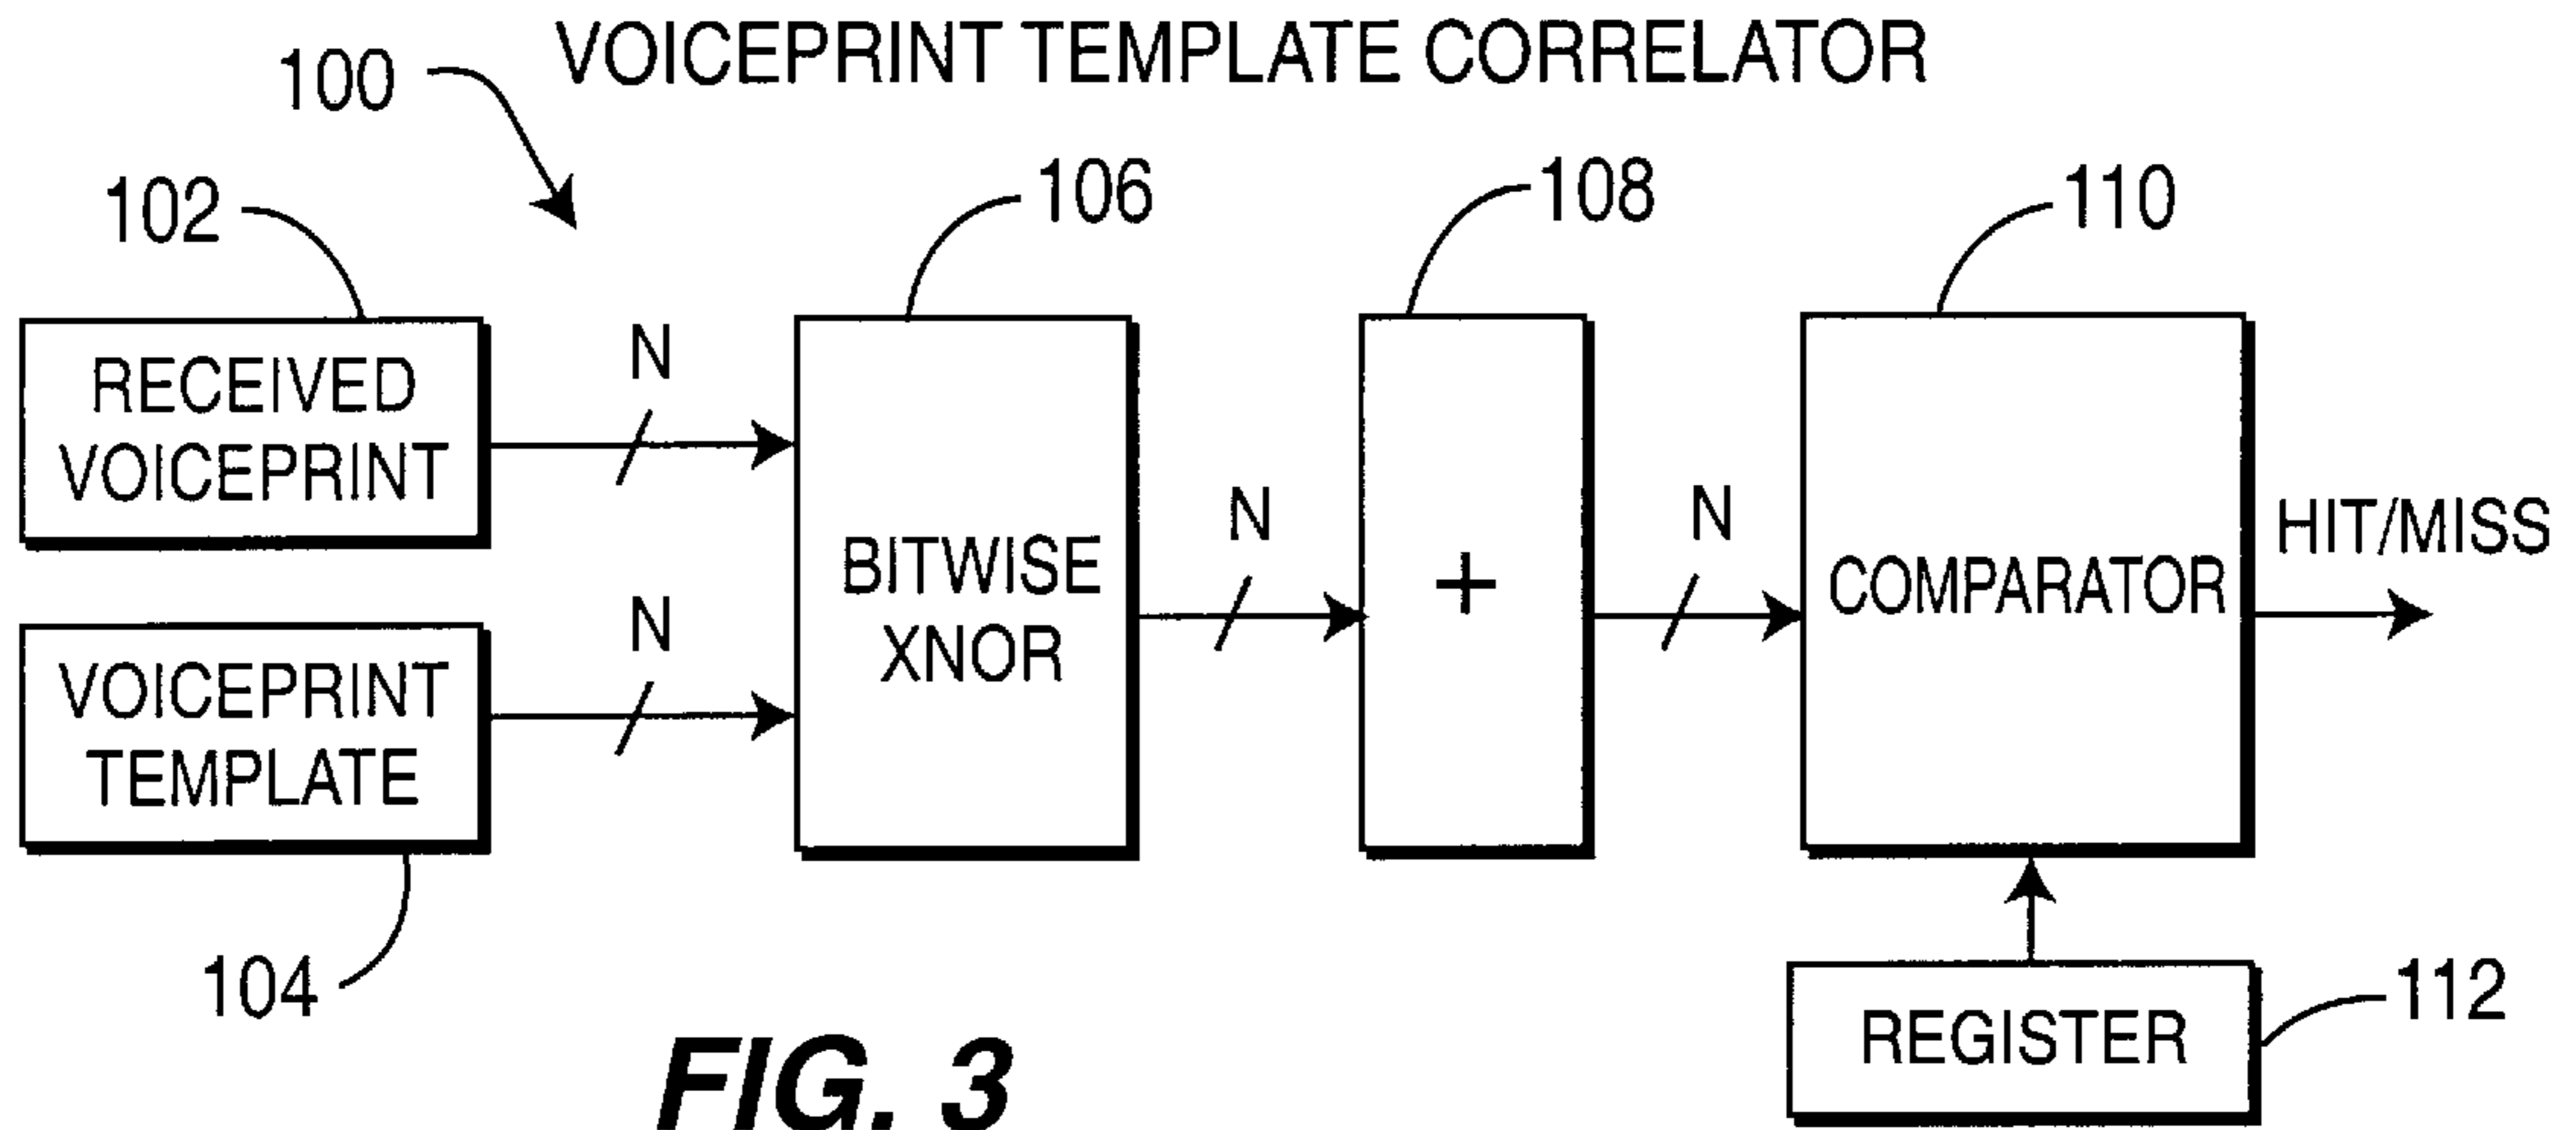 VOICEPRINT TEMPLATE CORRELATOR
100
102
106
108
110
RECEIVED
VOICEPRINT
N
VOICEPRINT
TEMPLATE
N
104
BITWISE
XNOR
N
+
N
COMPARATOR
HIT/MISS
REGISTER
112
FIG. 3